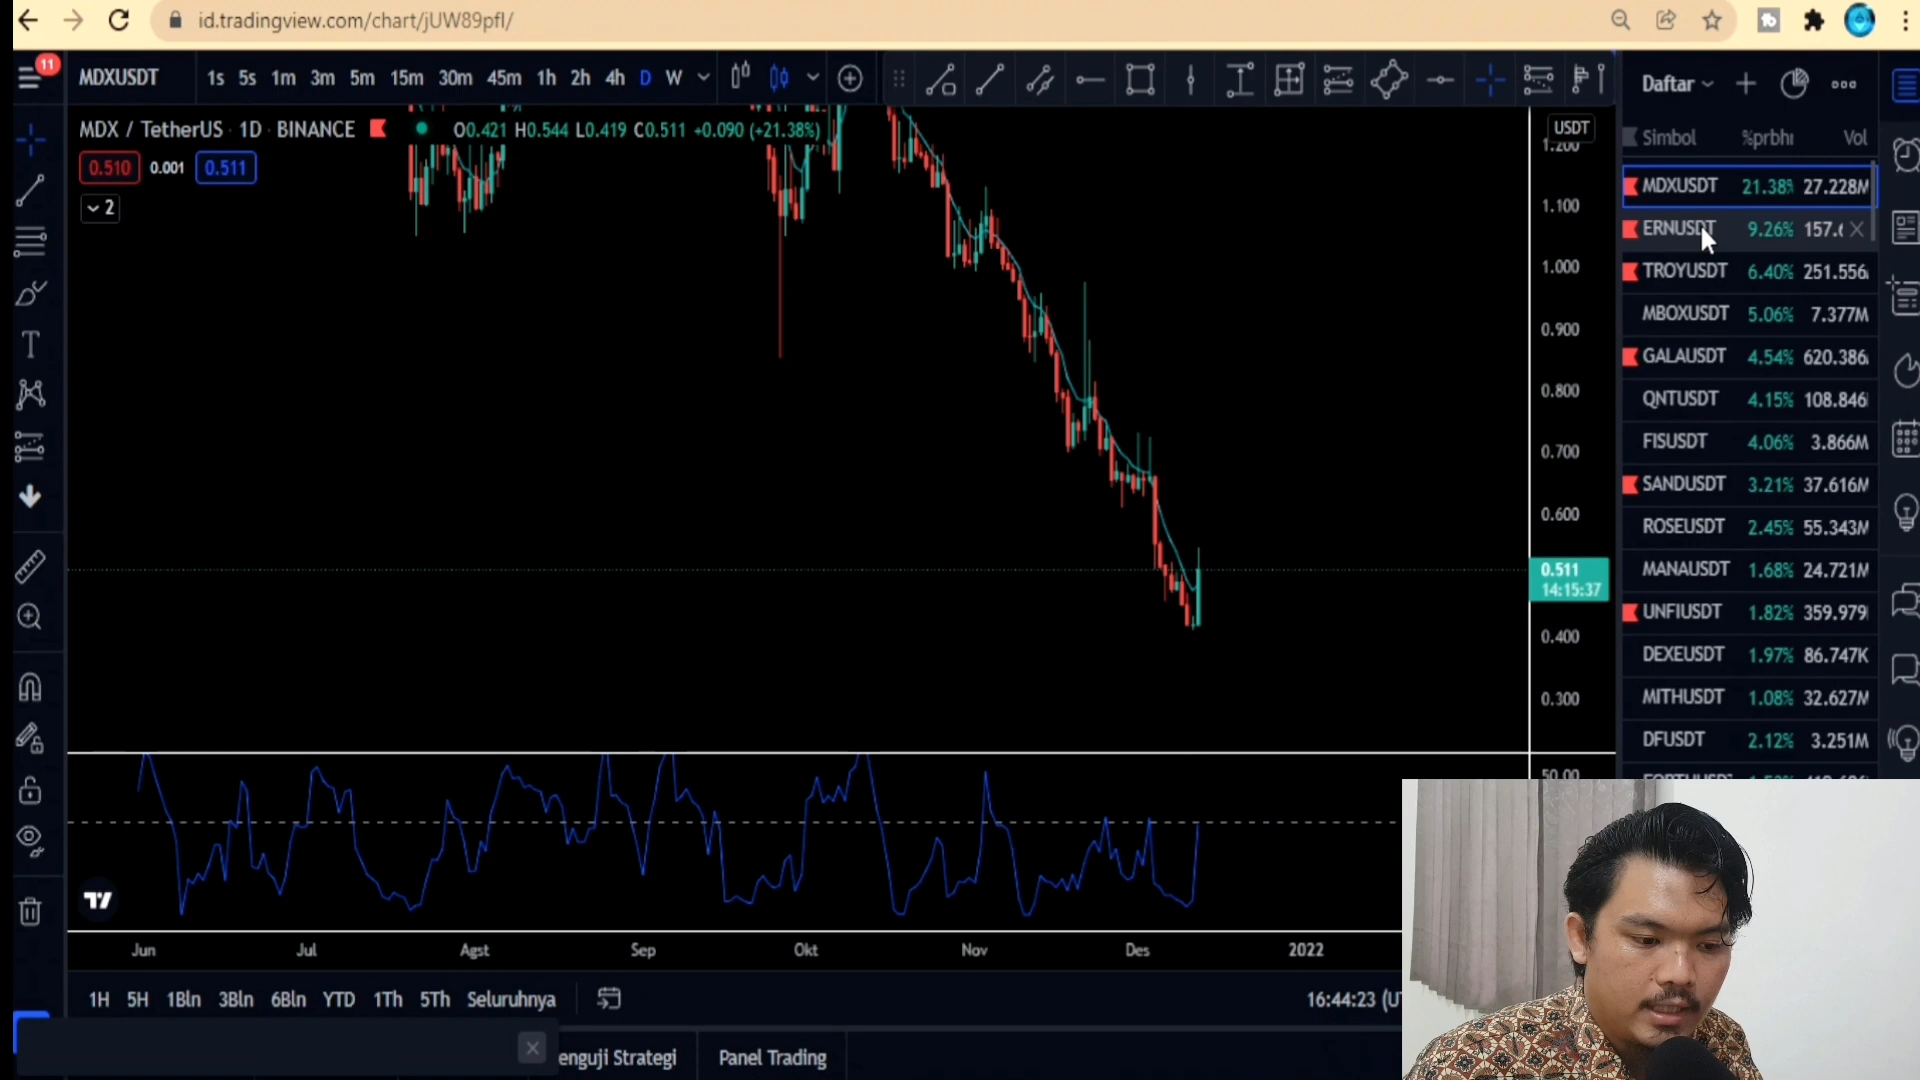 id.tradingview.com/chart/jUW89pfl/
11
MDXUSDT 1s 5s 1m 3m 5m 15m 30m 45m 1h 2h 4h D W
Daftar
MDX / TetherUS 1D BINANCE O0.421 H0.544 L0.419 C0.511 +0.090 (+21.38%)
0.510 0.001 0.511
2
USDT
1.200
1.100
1.000
0.900
0.800
0.700
0.600
0.511
14:15:37
0.400
0.300
50.00
Simbol %prbhr Vol
MDXUSDT 21.38% 27.228M
ERNUSDT 9.26%
TROYUSDT 6.40% 251.556
MBOXUSDT 5.06% 7.377M
GALAUSDT 4.54% 620.386
QNTUSDT 4.15% 108.846
FISUSDT 4.06% 3.866M
SANDUSDT 3.21% 37.616M
ROSEUSDT 2.45% 55.343M
MANAUSDT 1.68% 24.721M
UNFIUSDT 1.82% 359.979
DEXEUSDT 1.97% 86.747K
MITHUSDT 1.08% 32.627M
DFUSDT 2.12% 3.251M
Jun Jul Agst Sep Okt Nov Des 2022
1H 5H 1Bln 3Bln 6Bln YTD 1Th 5Th Seluruhnya
16:44:23 (U
enguji Strategi Panel Trading